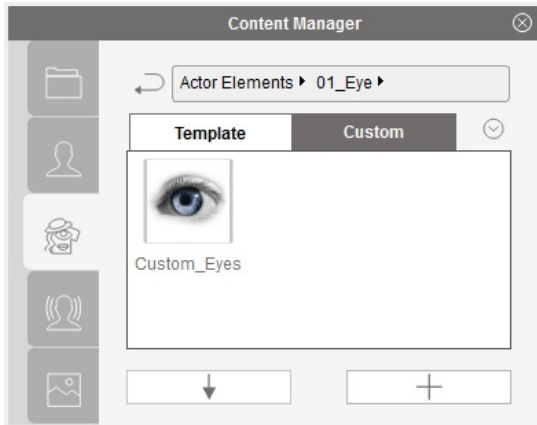 Content Manager
Actor Elements 01_Eye
Template Custom
Custom_Eyes